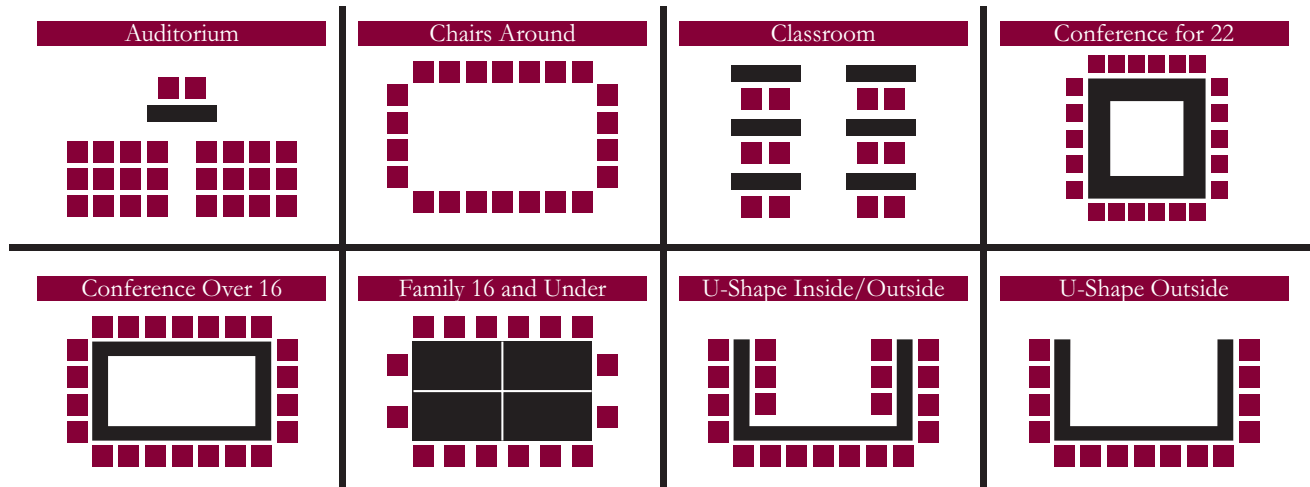 Auditorium
Chairs Around
Classroom
Conference for 22
Conference Over 16
Family 16 and Under
U-Shape Inside/Outside
U-Shape Outside